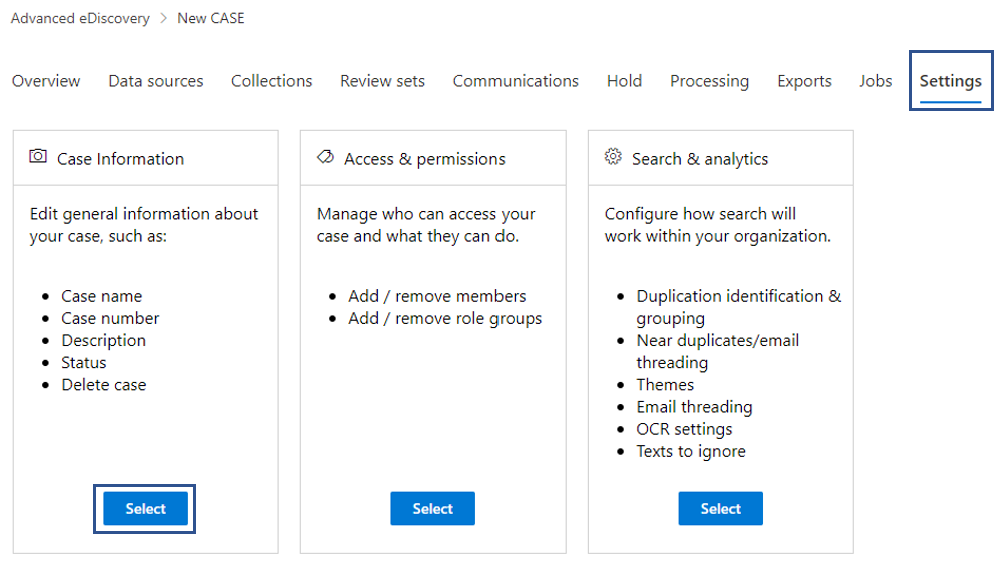 Advanced eDiscovery > New CASE
Overview Data sources Collections Review sets Communications Hold Processing Exports Jobs Settings
Case Information
Edit general information about
your case, such as:
• Case name
• Case number
• Description
• Status
• Delete case
Select
Access & permissions
Manage who can access your
case and what they can do.
• Add / remove members
• Add / remove role groups
Select
Search & analytics
Configure how search will
work within your organization.
• Duplication identification &
grouping
• Near duplicates/email
threading
• Themes
• Email threading
• OCR settings
• Texts to ignore
Select